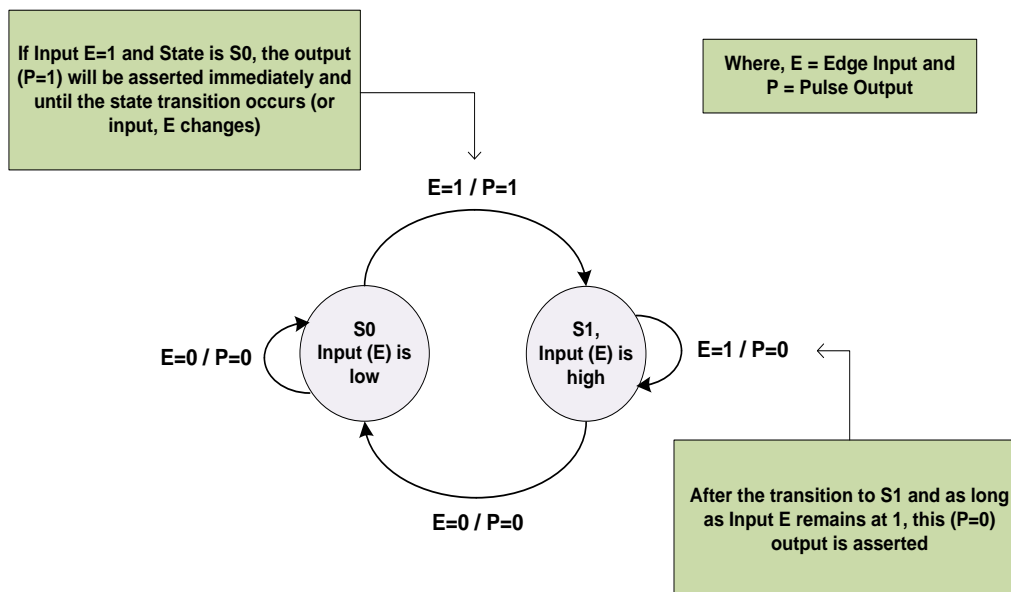 If Input E=1 and State is S0, the output
(P=1) will be asserted immediately and
until the state transition occurs (or
input, E changes)
Where, E = Edge Input and
P = Pulse Output
E=1 / P=1
S0
Input (E) is
low
S1,
Input (E) is
high
E=0 / P=0
E=1 / P=0
E=0 / P=0
After the transition to S1 and as long
as Input E remains at 1, this (P=0)
output is asserted